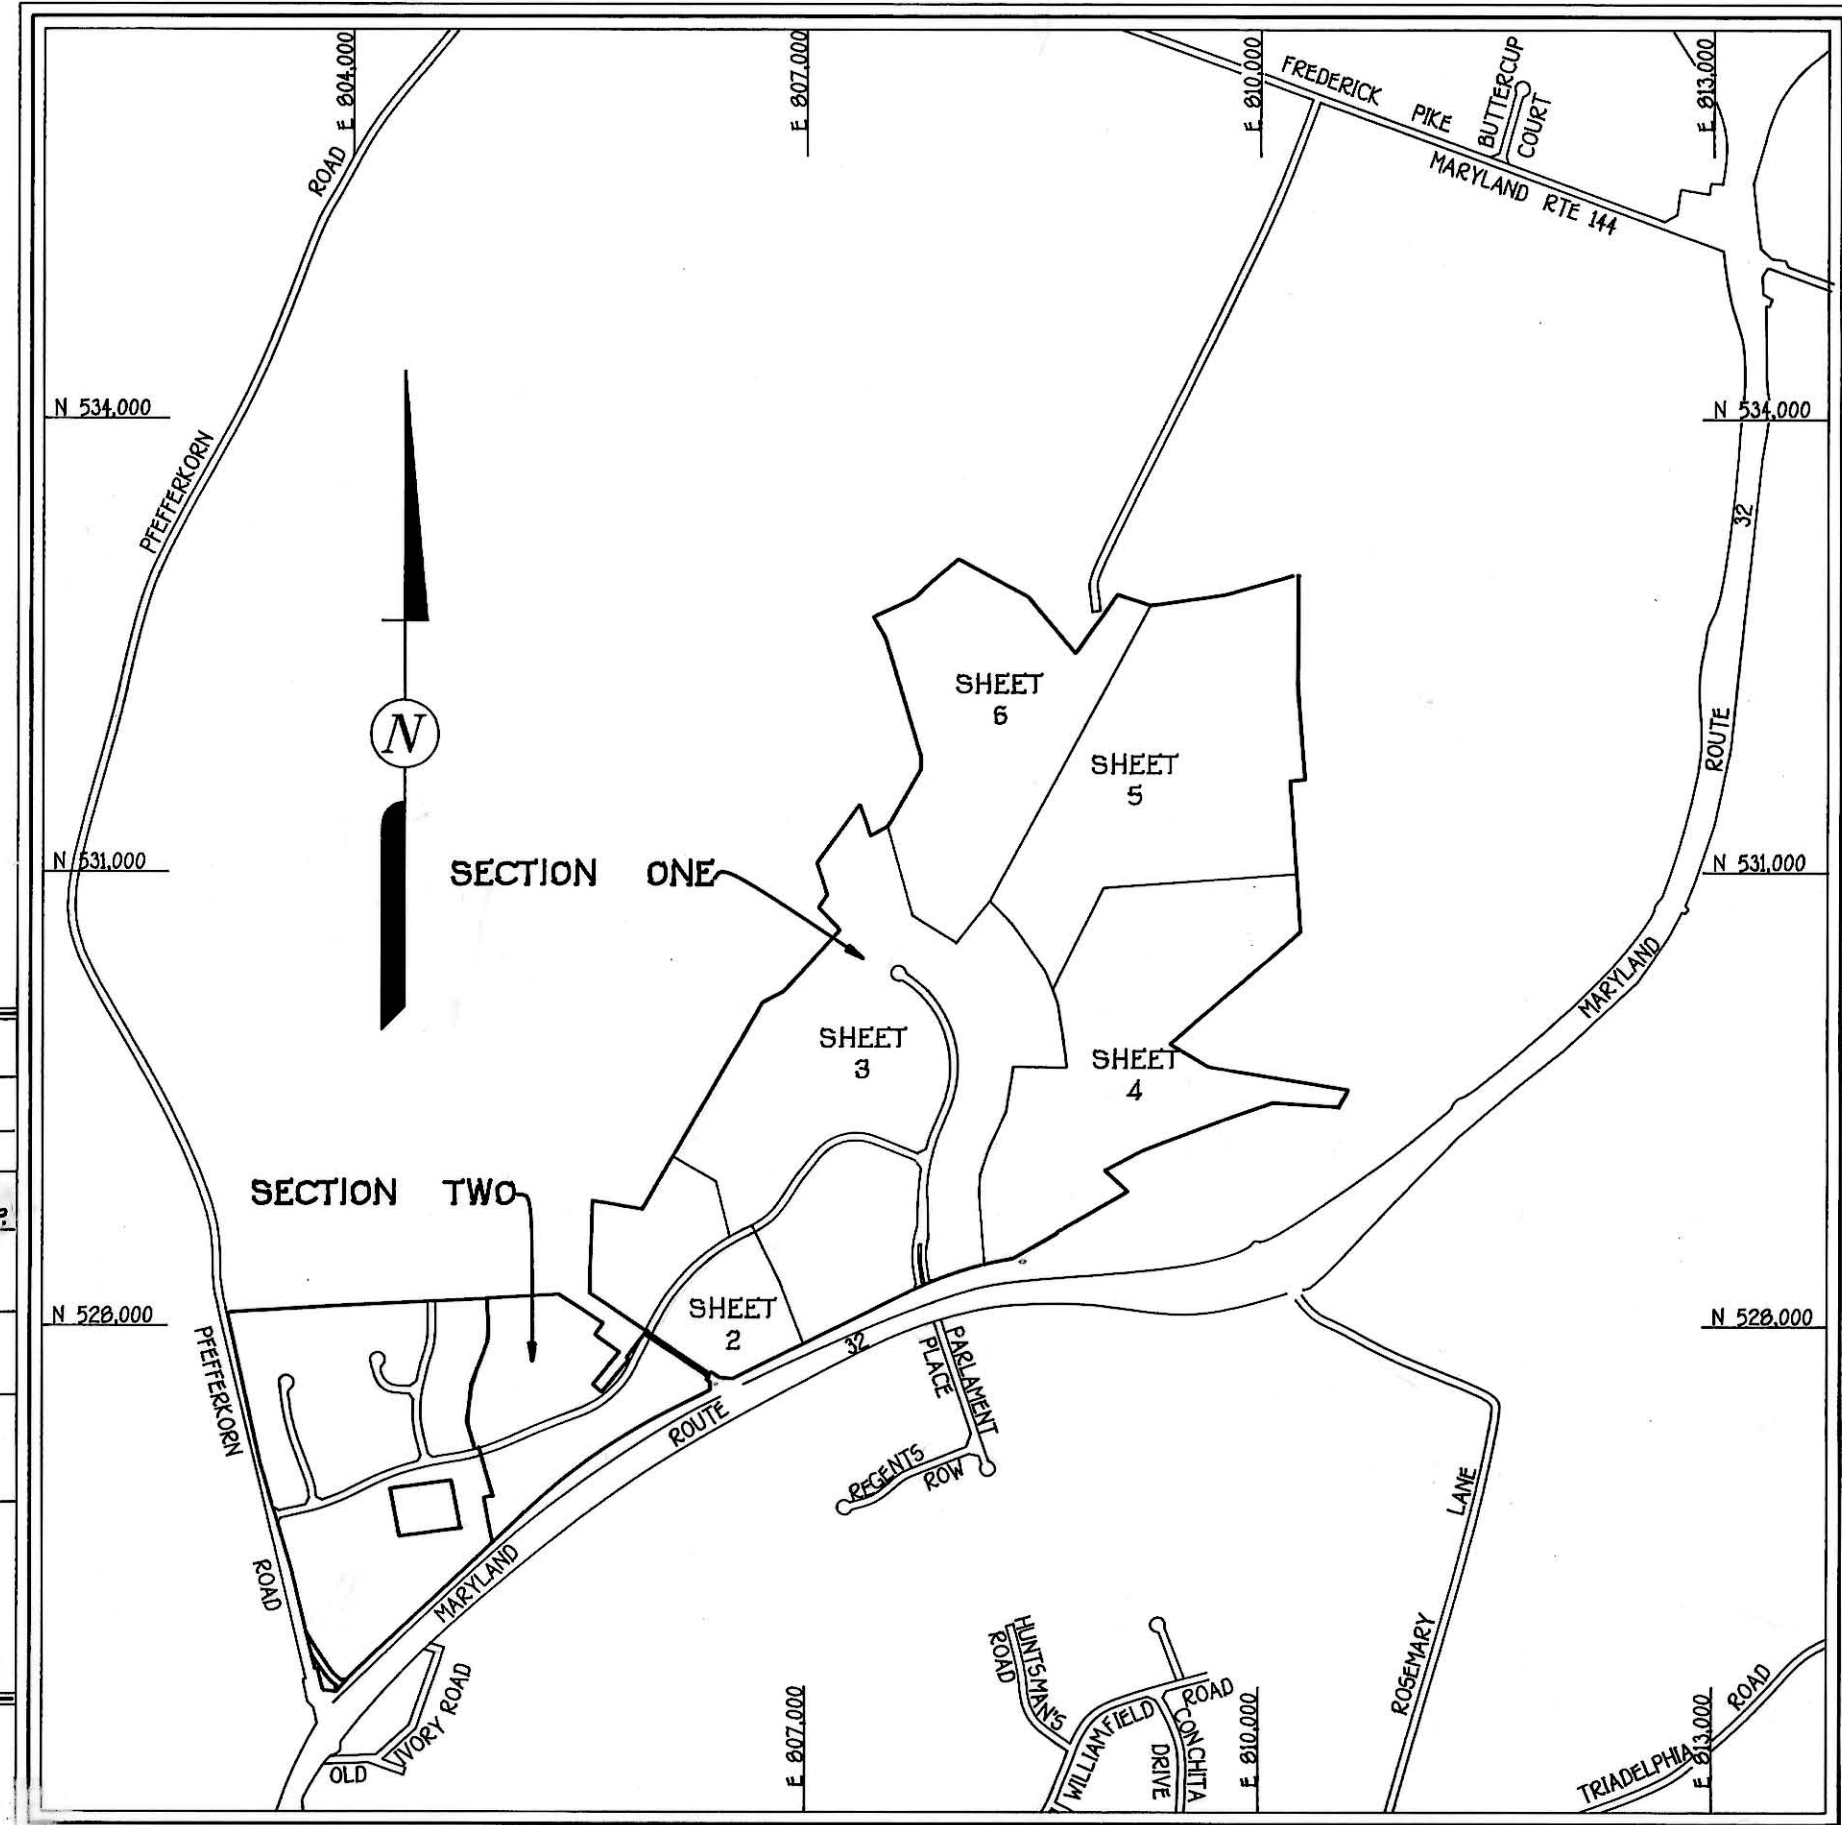 E 804,000
E 807,000
E 810,000
E 813,000
FREDERICK PIKE
BUTTERCUP
COURT
MARYLAND RTE 144
ROAD
PFEFFERKORN
N 534,000
N 534,000
32
ROUTE
MARYLAND
N
SHEET
6
SHEET
5
N 531,000
N 531,000
SECTION ONE
SHEET
3
SHEET
4
SECTION TWO
SHEET
2
N 528,000
N 528,000
PFEFFERKORN
ROAD
32
ROUTE
MARYLAND
PARLAMENT
PLACE
REGENTS
ROW
LANE
ROSEMARY
OLD
IVORY ROAD
HUNTSMAN'S
ROAD
WILLIAMFIELD
ROAD
CONCHITA
DRIVE
TRIADELPHIA
ROAD
E 807,000
E 810,000
E 813,000